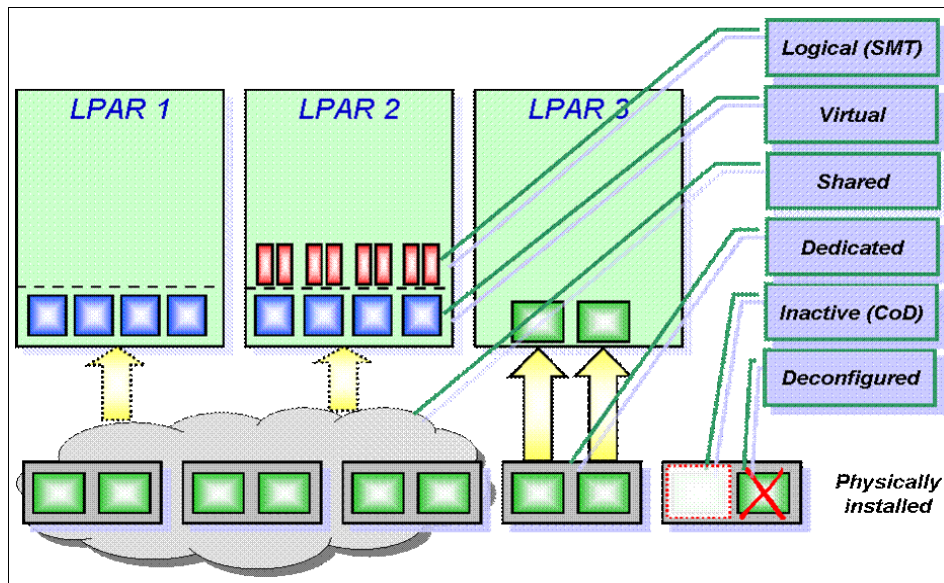 Logical (SMT)
LPAR 1
LPAR 2
LPAR 3
Virtual
Shared
Dedicated
Inactive (CoD)
Deconfigured
Physically
installed